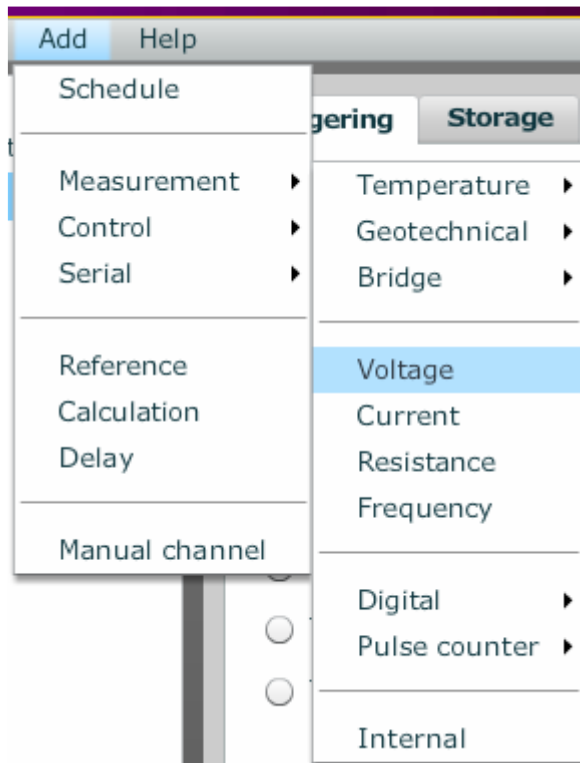 Add Help
Schedule
Measurement
Control
Serial
Reference
Calculation
Delay
Manual channel
gering Storage
Temperature
Geotechnical
Bridge
Voltage
Current
Resistance
Frequency
Digital
Pulse counter
Internal